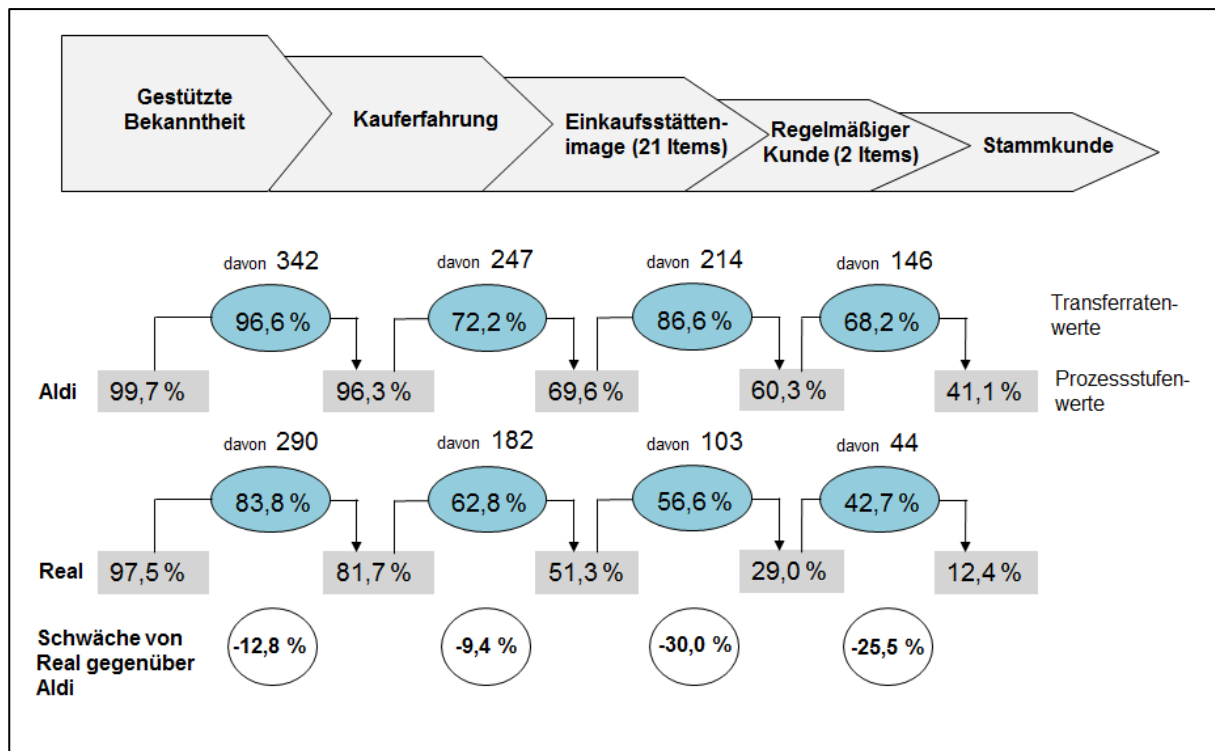 Gestützte
Bekanntheit
Kauferfahrung
Einkaufsstätten-
image (21 Items)
Regelmäßiger
Kunde (2 Items)
Stammkunde
davon 342
davon 247
davon 214
davon 146
96,6 %
72,2 %
86,6 %
68,2 %
Transferraten-
werte
Aldi
99,7 %
96,3 %
69,6 %
60,3 %
41,1 %
Prozessstufen-
werte
davon 290
davon 182
davon 103
davon 44
83,8 %
62,8 %
56,6 %
42,7 %
Real
97,5 %
81,7 %
51,3 %
29,0 %
12,4 %
Schwäche von
Real gegenüber
Aldi
-12,8 %
-9,4 %
-30,0 %
-25,5 %